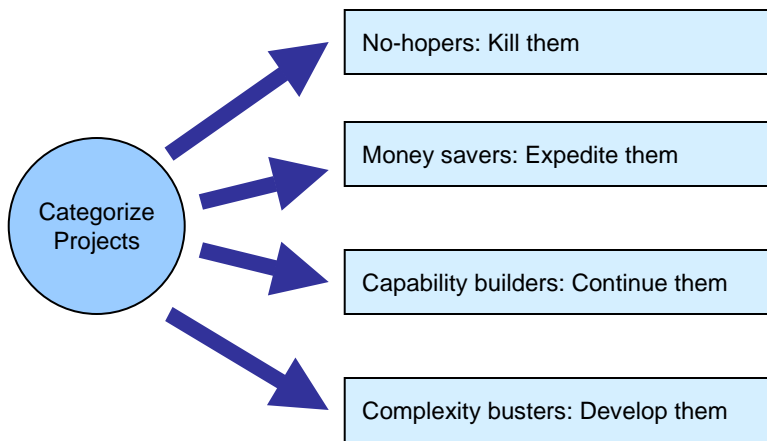 No-hopers: Kill them
Money savers: Expedite them
Categorize
Projects
Capability builders: Continue them
Complexity busters: Develop them